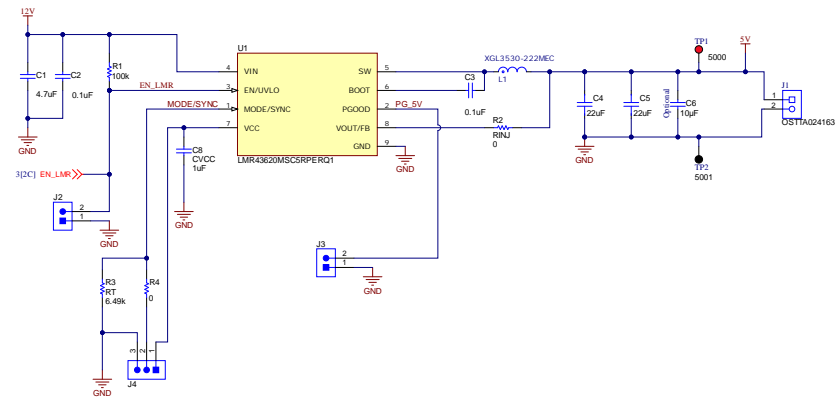 12V
U1
TP1
5000
5V
C1
4.7uF
C2
0.1uF
R1
100k
4
VIN
SW
5
XGL3530-222MEC
L1
EN_LMR
3
EN/UVLO
BOOT
6
C3
0.1uF
MODE/SYNC
1
MODE/SYNC
PGOOD
2
PG_5V
7
VCC
VOUT/FB
8
R2
RINJ
0
GND
9
LMR43620MSC5RPERQ1
GND
C4
22uF
C5
22uF
Optional
C6
10µF
J1
1
2
OSTTA024163
GND
GND
TP2
5001
C8
CVCC
1uF
GND
3[2C]
EN_LMR
J2
2
1
GND
J3
2
1
GND
R3
RT
6.49k
R4
0
3
2
1
J4
GND